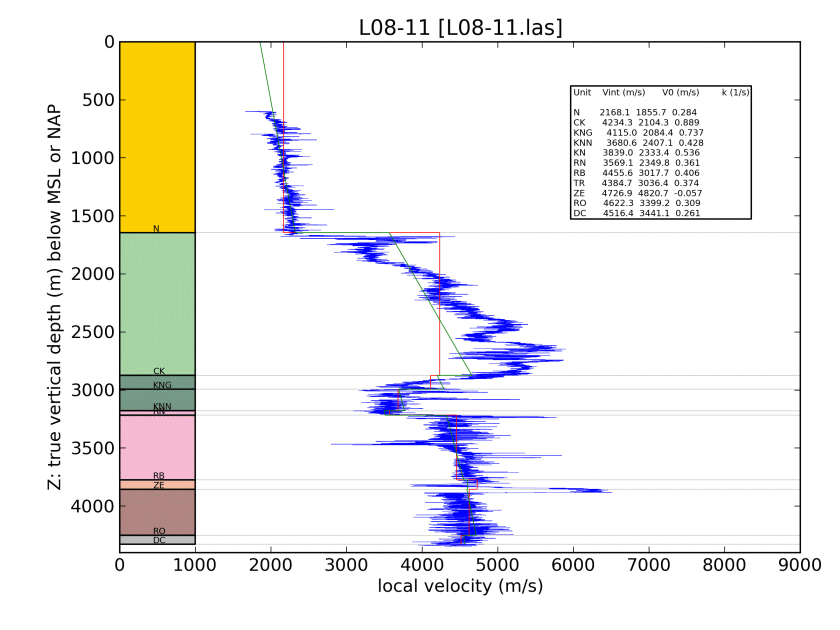 L08-11 [L08-11.las]
Z: true vertical depth (m) below MSL or NAP
0
500
1000
1500
2000
2500
3000
3500
4000
N
CK
KNG
KNN
RN
RB
ZE
RO
DC
Unit Vint (m/s) V0 (m/s) k (1/s)
N 2168.1 1855.7 0.284
CK 4234.3 2104.3 0.889
KNG 4115.0 2084.4 0.737
KNN 3680.6 2407.1 0.428
KN 3839.0 2333.4 0.536
RN 3569.1 2349.8 0.361
RB 4455.6 3017.7 0.406
TR 4384.7 3036.4 0.374
ZE 4726.9 4820.7 -0.057
RO 4622.3 3399.2 0.309
DC 4516.4 3441.1 0.261
0 1000 2000 3000 4000 5000 6000 7000 8000 9000
local velocity (m/s)